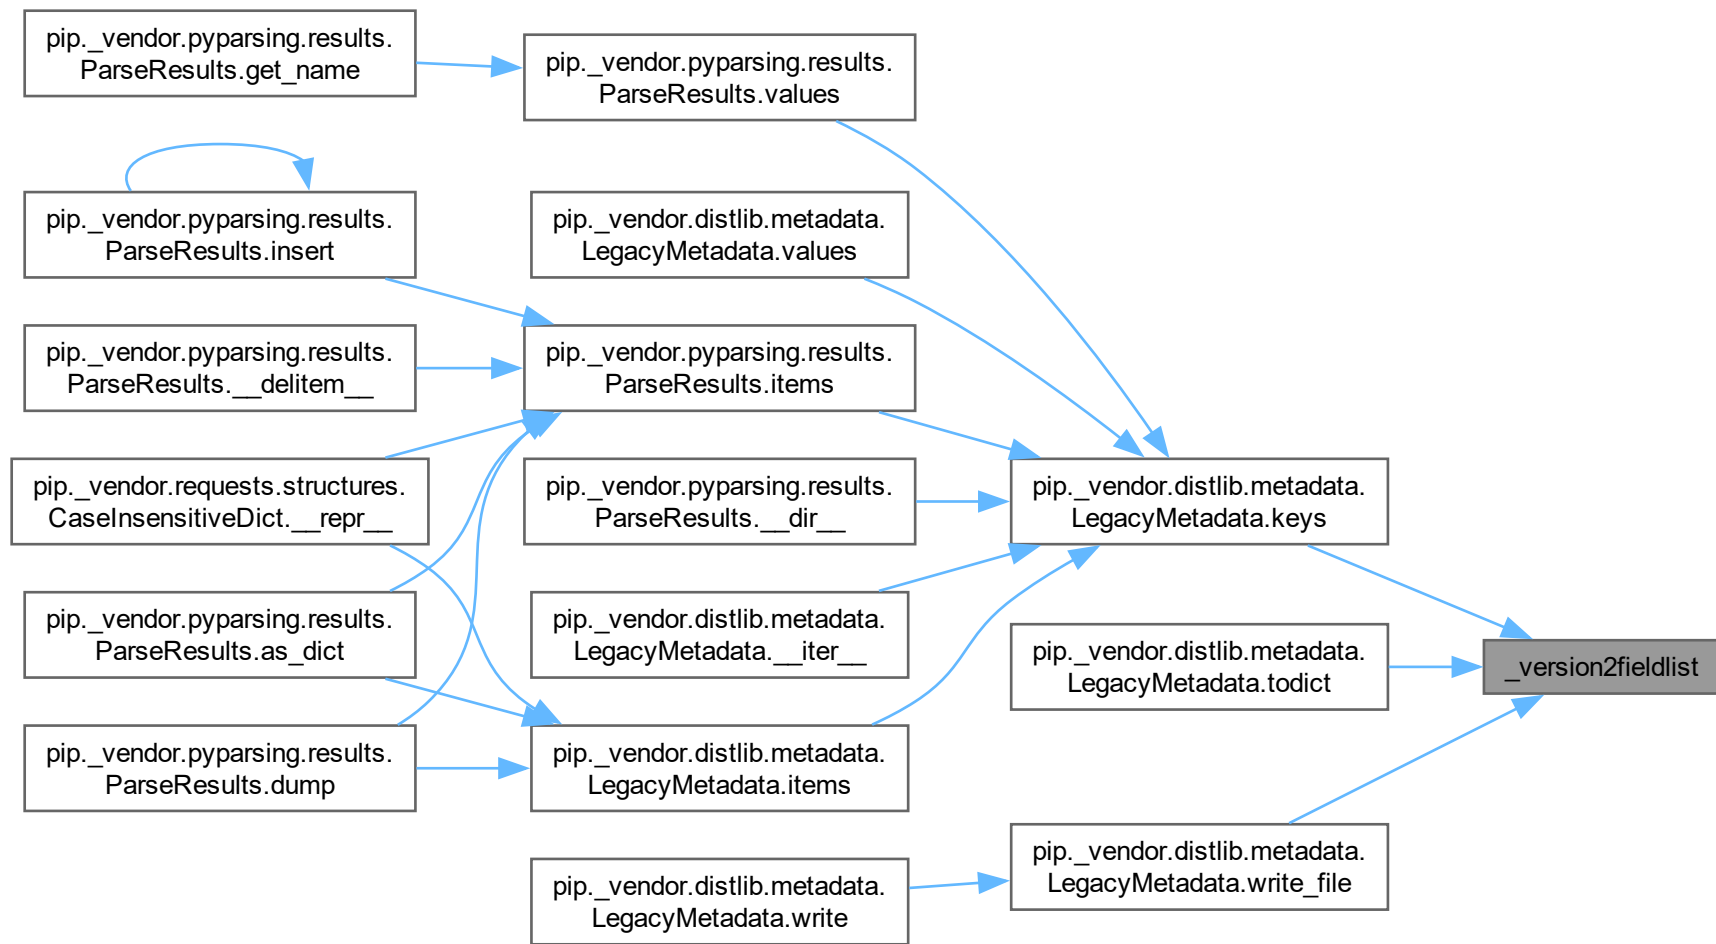 pip._vendor.pyparsing.results.
ParseResults.get_name
pip._vendor.pyparsing.results.
ParseResults.values
pip._vendor.pyparsing.results.
ParseResults.insert
pip._vendor.distlib.metadata.
LegacyMetadata.values
pip._vendor.pyparsing.results.
ParseResults.__delitem__
pip._vendor.pyparsing.results.
ParseResults.items
pip._vendor.requests.structures.
CaseInsensitiveDict.__repr__
pip._vendor.pyparsing.results.
ParseResults.__dir__
pip._vendor.distlib.metadata.
LegacyMetadata.keys
pip._vendor.pyparsing.results.
ParseResults.as_dict
pip._vendor.distlib.metadata.
LegacyMetadata.__iter__
pip._vendor.distlib.metadata.
LegacyMetadata.todict
_version2fieldlist
pip._vendor.pyparsing.results.
ParseResults.dump
pip._vendor.distlib.metadata.
LegacyMetadata.items
pip._vendor.distlib.metadata.
LegacyMetadata.write_file
pip._vendor.distlib.metadata.
LegacyMetadata.write